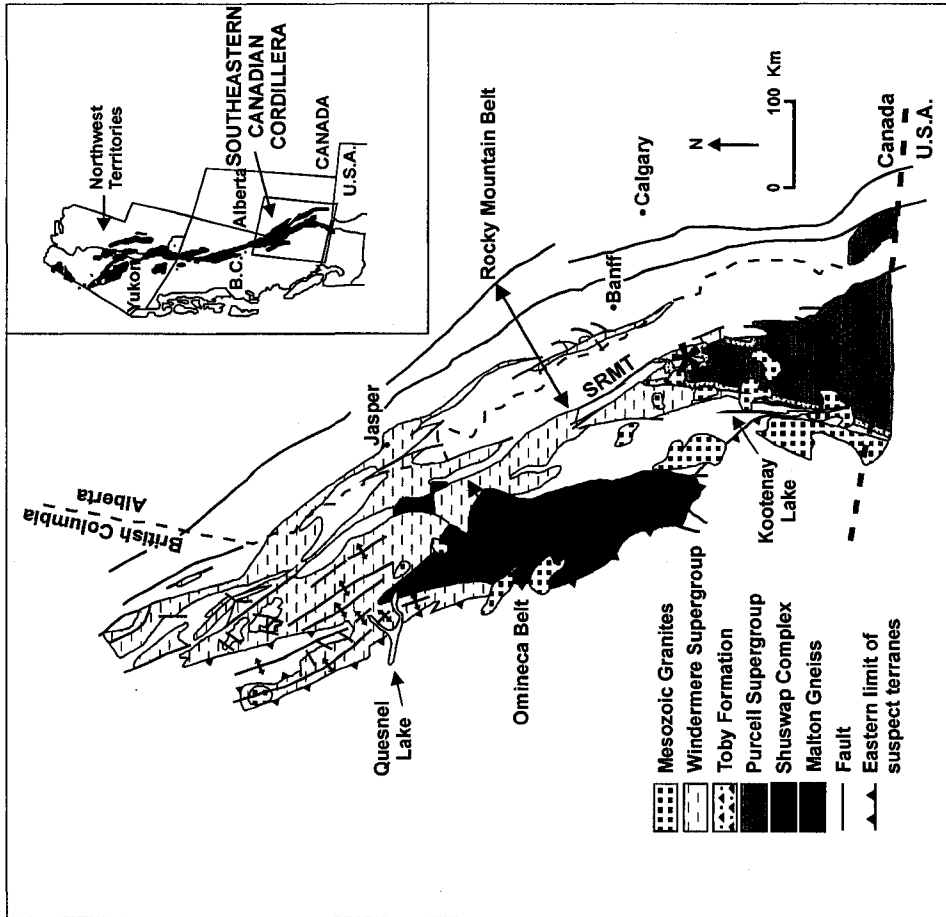 Northwest
Territories
Yukon
B.C.
Alberta
SOUTHEASTERN
CANADIAN
CORDILLERA
CANADA
U.S.A.
British Columbia
Alberta
Jasper
Rocky Mountain Belt
Quesnel
Lake
Banff
Calgary
SRMT
N
Omineca Belt
0 100 Km
Kootenay
Lake
Canada
U.S.A.
Mesozoic Granites
Windermere Supergroup
Toby Formation
Purcell Supergroup
Shuswap Complex
Malton Gneiss
Fault
Eastern limit of
suspect terranes